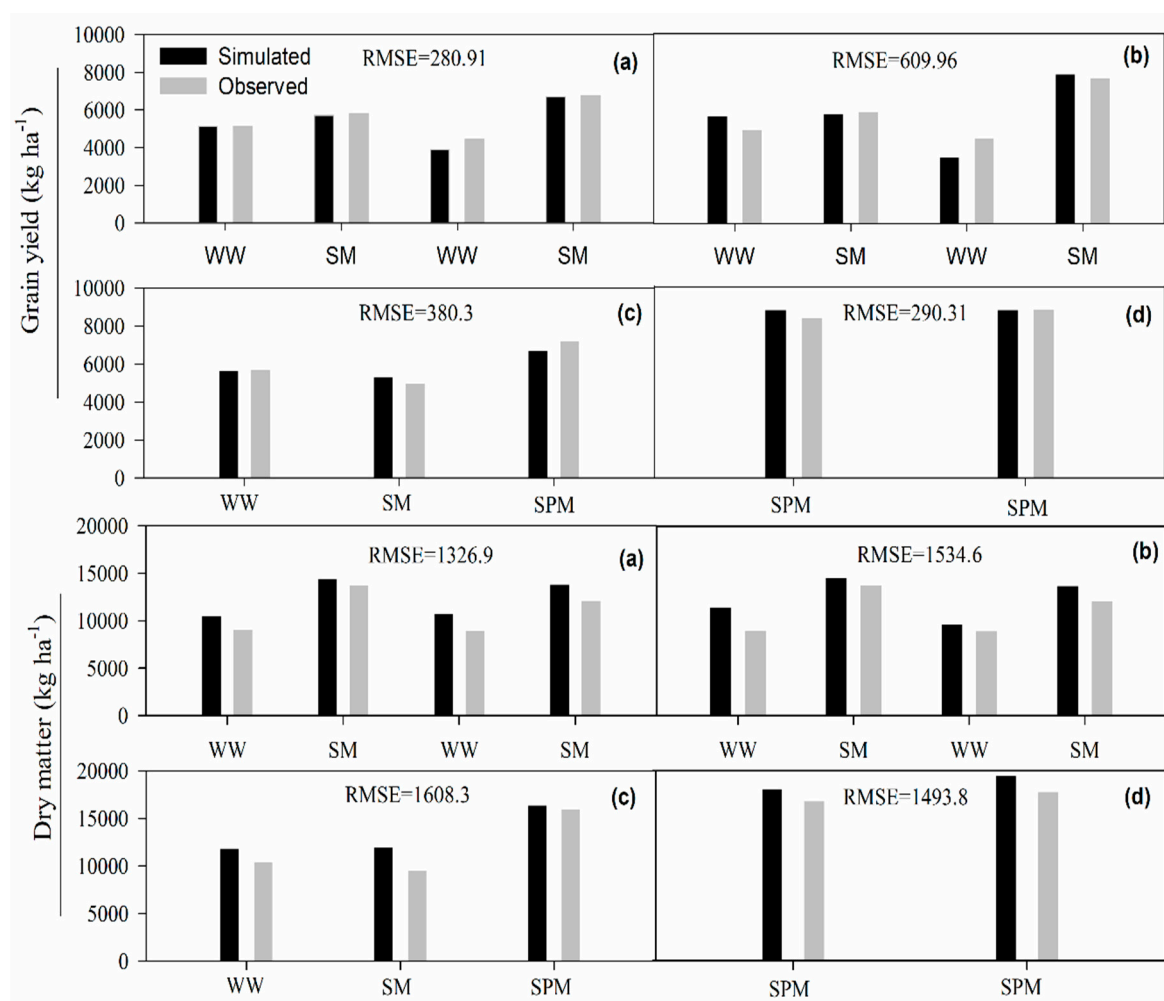 Grain yield (kg ha⁻¹)
10000
8000
6000
4000
2000
0
Simulated
Observed
RMSE=280.91
(a)
WW SM WW SM
RMSE=609.96
(b)
WW SM WW SM
10000
8000
6000
4000
2000
0
RMSE=380.3
(c)
WW SM SPM
RMSE=290.31
(d)
SPM SPM
Dry matter (kg ha⁻¹)
20000
15000
10000
5000
0
RMSE=1326.9
(a)
WW SM WW SM
RMSE=1534.6
(b)
WW SM WW SM
20000
15000
10000
5000
0
RMSE=1608.3
(c)
WW SM SPM
RMSE=1493.8
(d)
SPM SPM